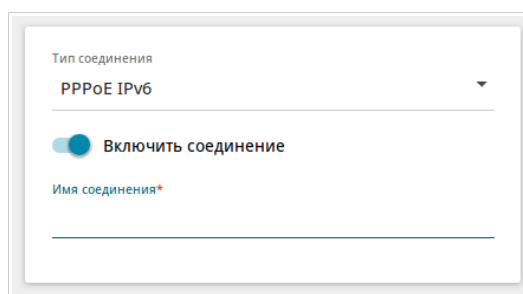 Тип соединения
PPPoE IPv6
Включить соединение
Имя соединения*